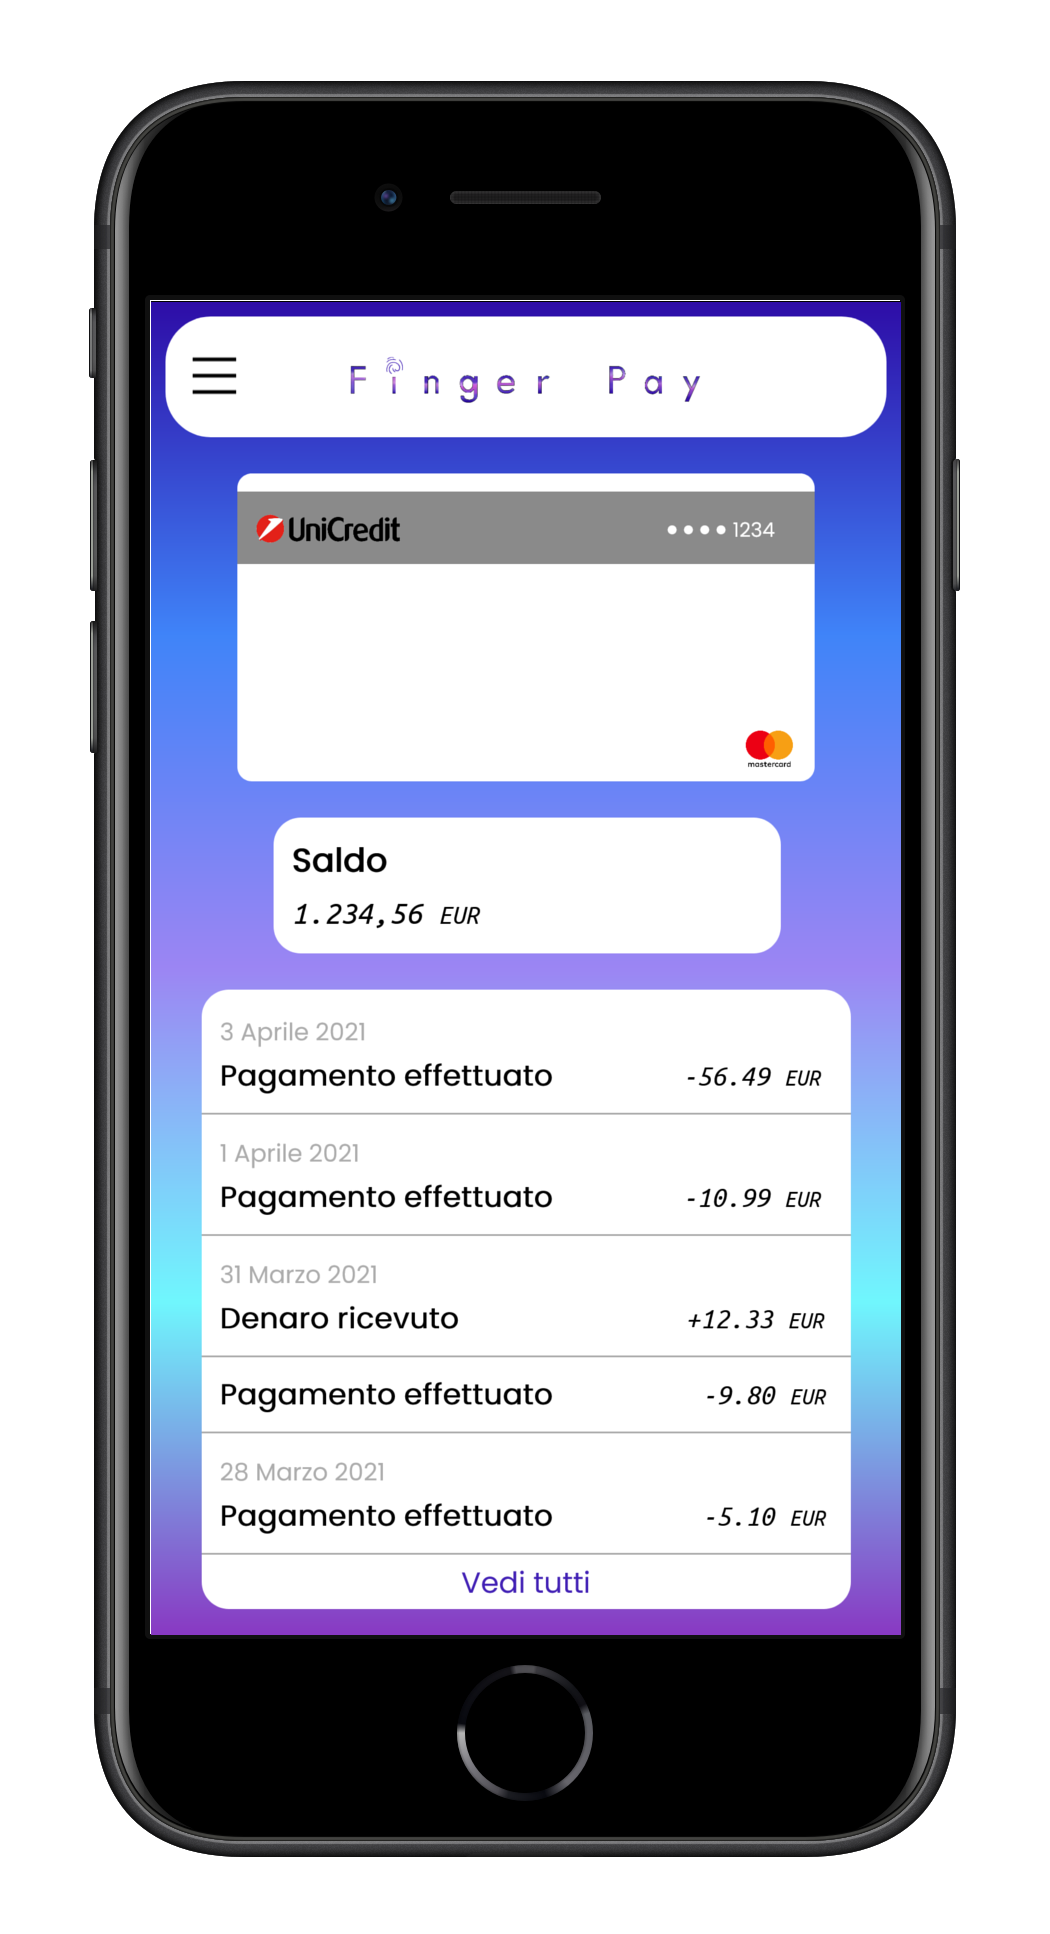 Finger Pay
UniCredit
•••• 1234
mastercard
Saldo
1.234,56 EUR
3 Aprile 2021
Pagamento effettuato -56.49 EUR
1 Aprile 2021
Pagamento effettuato -10.99 EUR
31 Marzo 2021
Denaro ricevuto +12.33 EUR
Pagamento effettuato -9.80 EUR
28 Marzo 2021
Pagamento effettuato -5.10 EUR
Vedi tutti